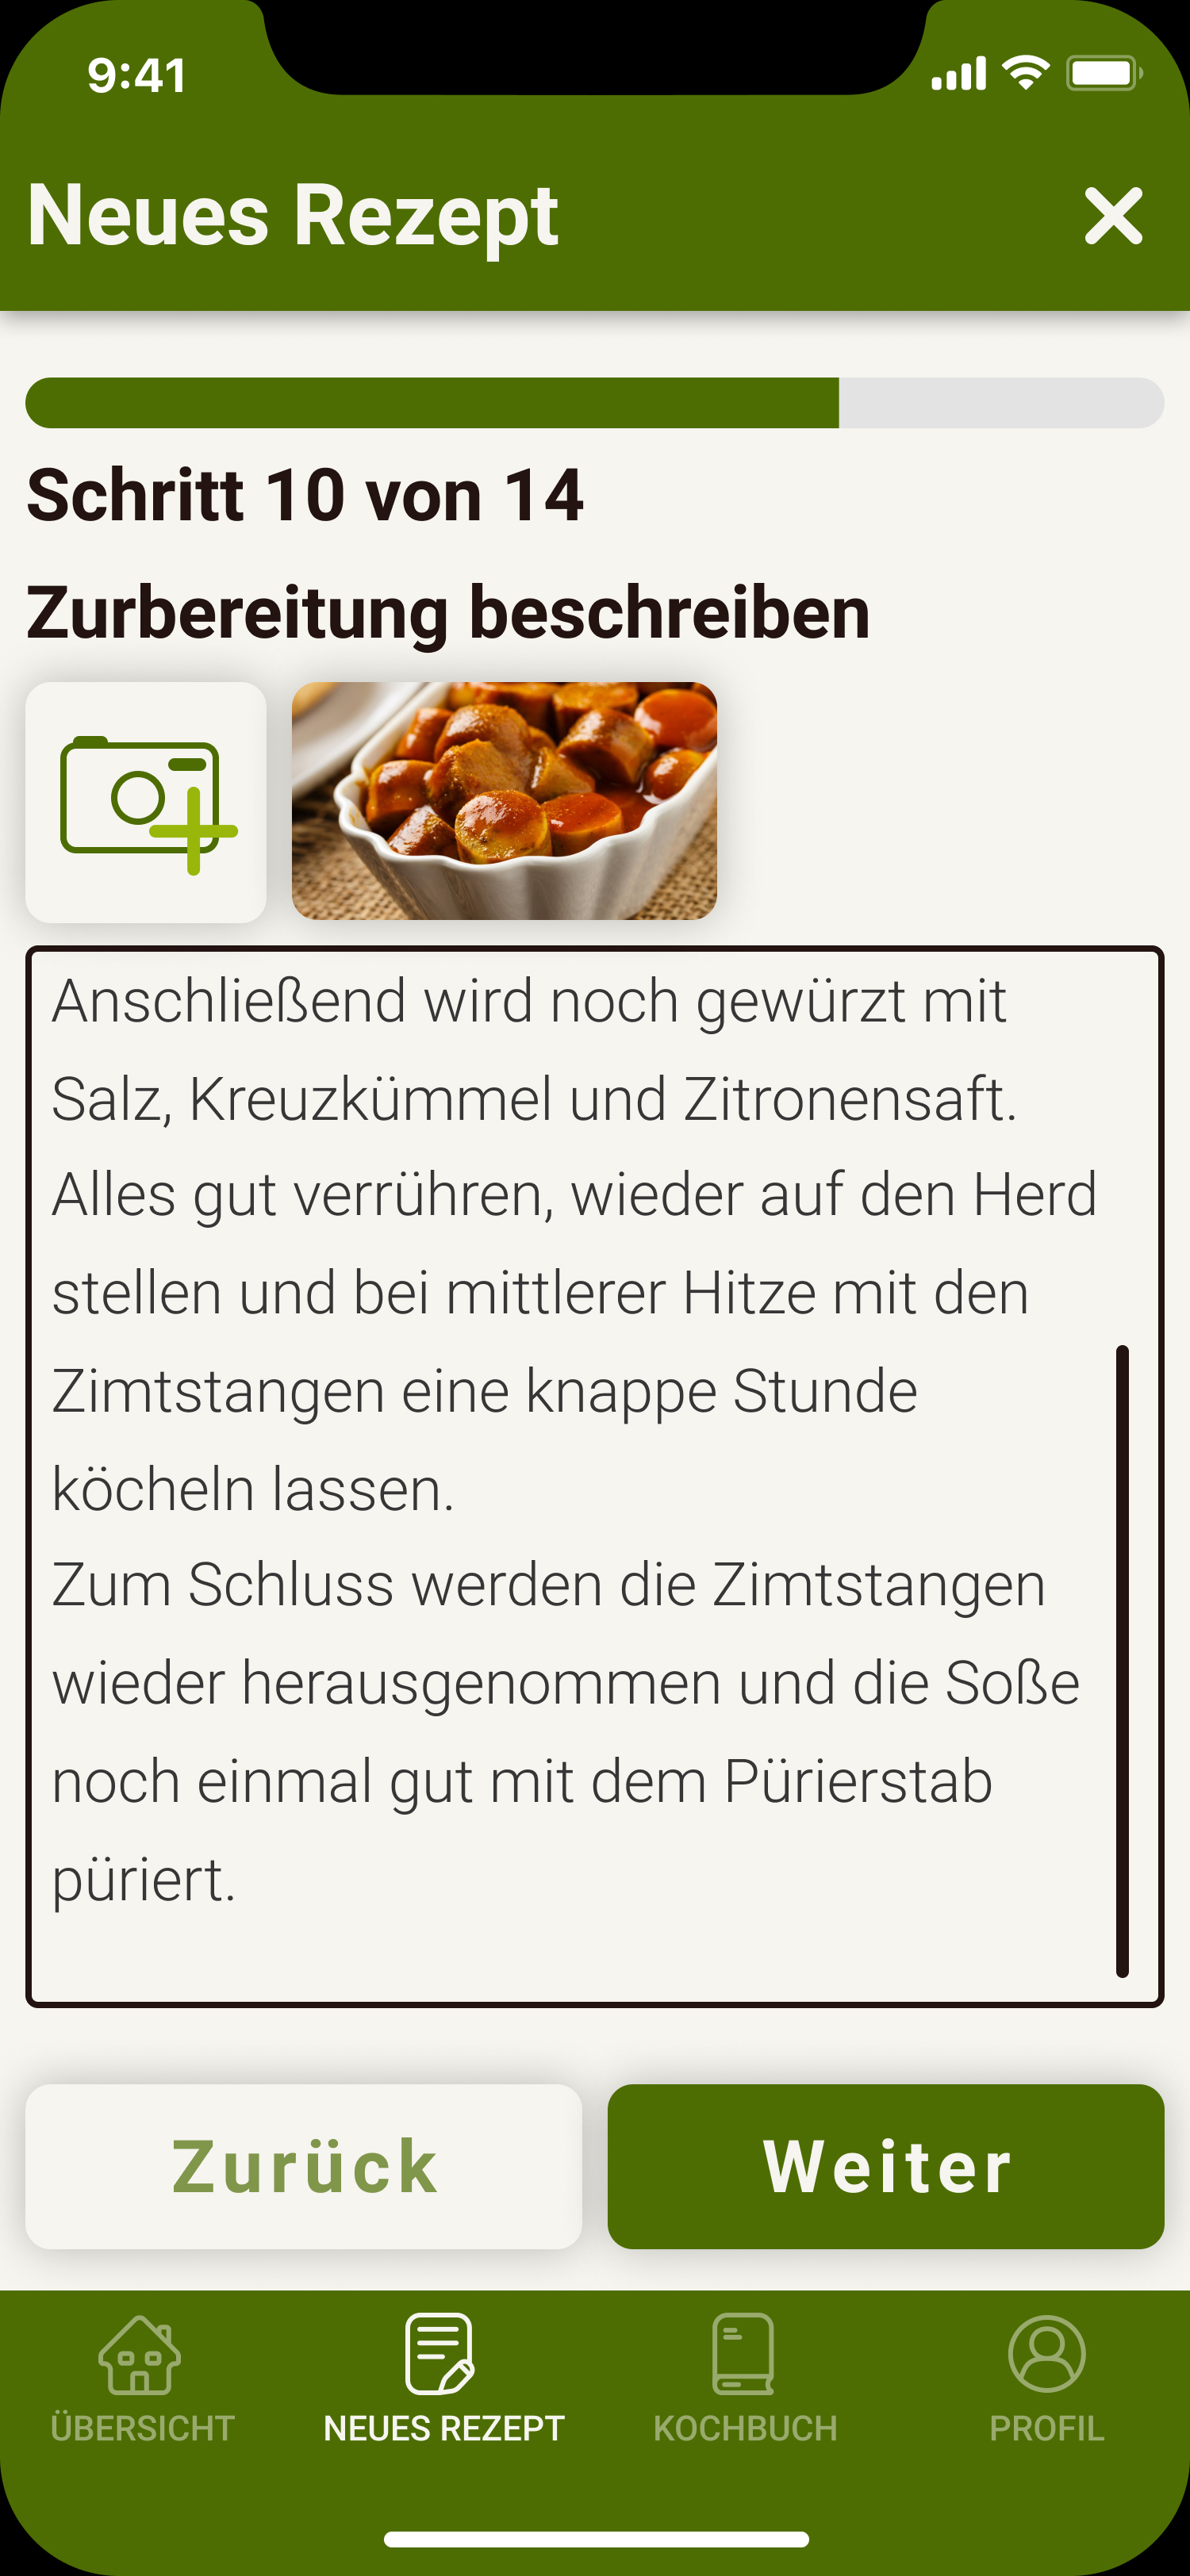 9:41
Neues Rezept
Schritt 10 von 14
Zurbereitung beschreiben
Anschließend wird noch gewürzt mit
Salz, Kreuzkümmel und Zitronensaft.
Alles gut verrühren, wieder auf den Herd
stellen und bei mittlerer Hitze mit den
Zimtstangen eine knappe Stunde
köcheln lassen.
Zum Schluss werden die Zimtstangen
wieder herausgenommen und die Soße
noch einmal gut mit dem Pürierstab
püriert.
Zurück Weiter
ÜBERSICHT NEUES REZEPT KOCHBUCH PROFIL